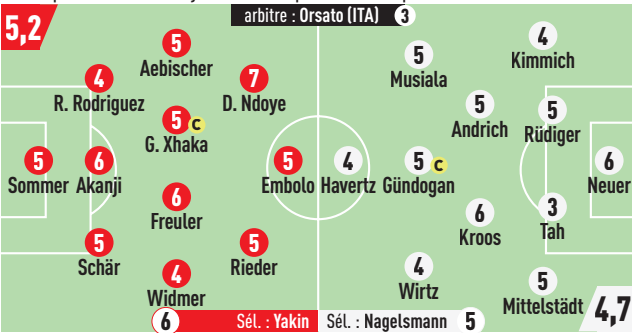 arbitre : Orsato (ITA) 3
5,2
5
Aebischer
4
R. Rodriguez
7
D. Ndoye
5 C
G. Xhaka
5
Sommer
6
Akanji
5
Embolo
6
Freuler
5
Schär
5
Rieder
4
Widmer
6 Sél. : Yakin
4
Kimmich
5
Musiala
5
Andrich
5
Rüdiger
4
Havertz
5 C
Gündogan
6
Neuer
6
Kroos
3
Tah
4
Wirtz
5
Mittelstädt
Sél. : Nagelsmann 5
4,7